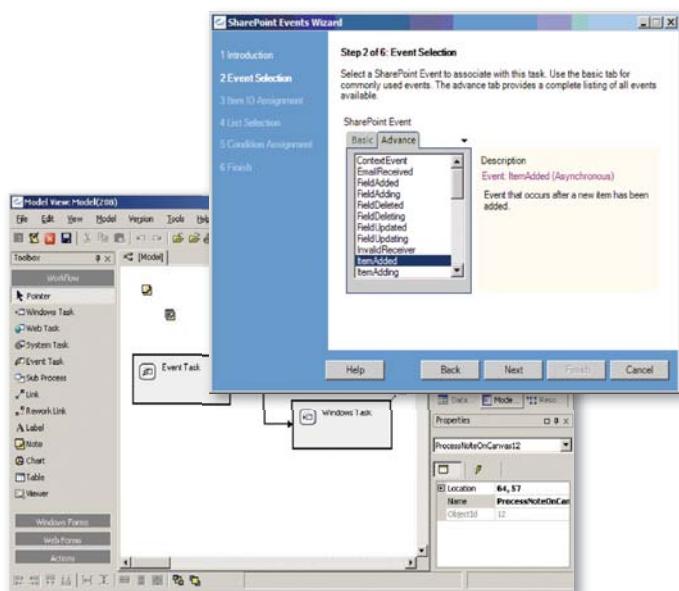 SharePoint Events Wizard
1 Introduction
2 Event Selection
3 Item ID Assignment
4 List Selection
5 Condition Assignment
6 Finish
Step 2 of 6: Event Selection
Select a SharePoint Event to associate with this task. Use the basic tab for
commonly used events. The advance tab provides a complete listing of all events
available.
SharePoint Event
Basic Advance
ContextEvent
EmailReceived
FieldAdded
FieldAdding
FieldDeleted
FieldDeleting
FieldUpdated
FieldUpdating
InvalidReceiver
ItemAdded
ItemAdding
Description
Event: ItemAdded (Asynchronous)
Event that occurs after a new item has been
added.
Help Back Next Finish Cancel
Model View: Model(208)
File Edit View Model Version Tools Help
Toolbox
[Model]
Workflow
Pointer
Windows Task
Web Task
System Task
Event Task
Sub Process
Link
Rework Link
Label
Note
Chart
Table
Viewer
Windows Forms
Web Forms
Actions
Event Task
Windows Task
Data... Mode... Reso...
Properties
ProcessNoteOnCanvas12
Location 64, 57
Name ProcessNoteOnCan
ObjectId 12